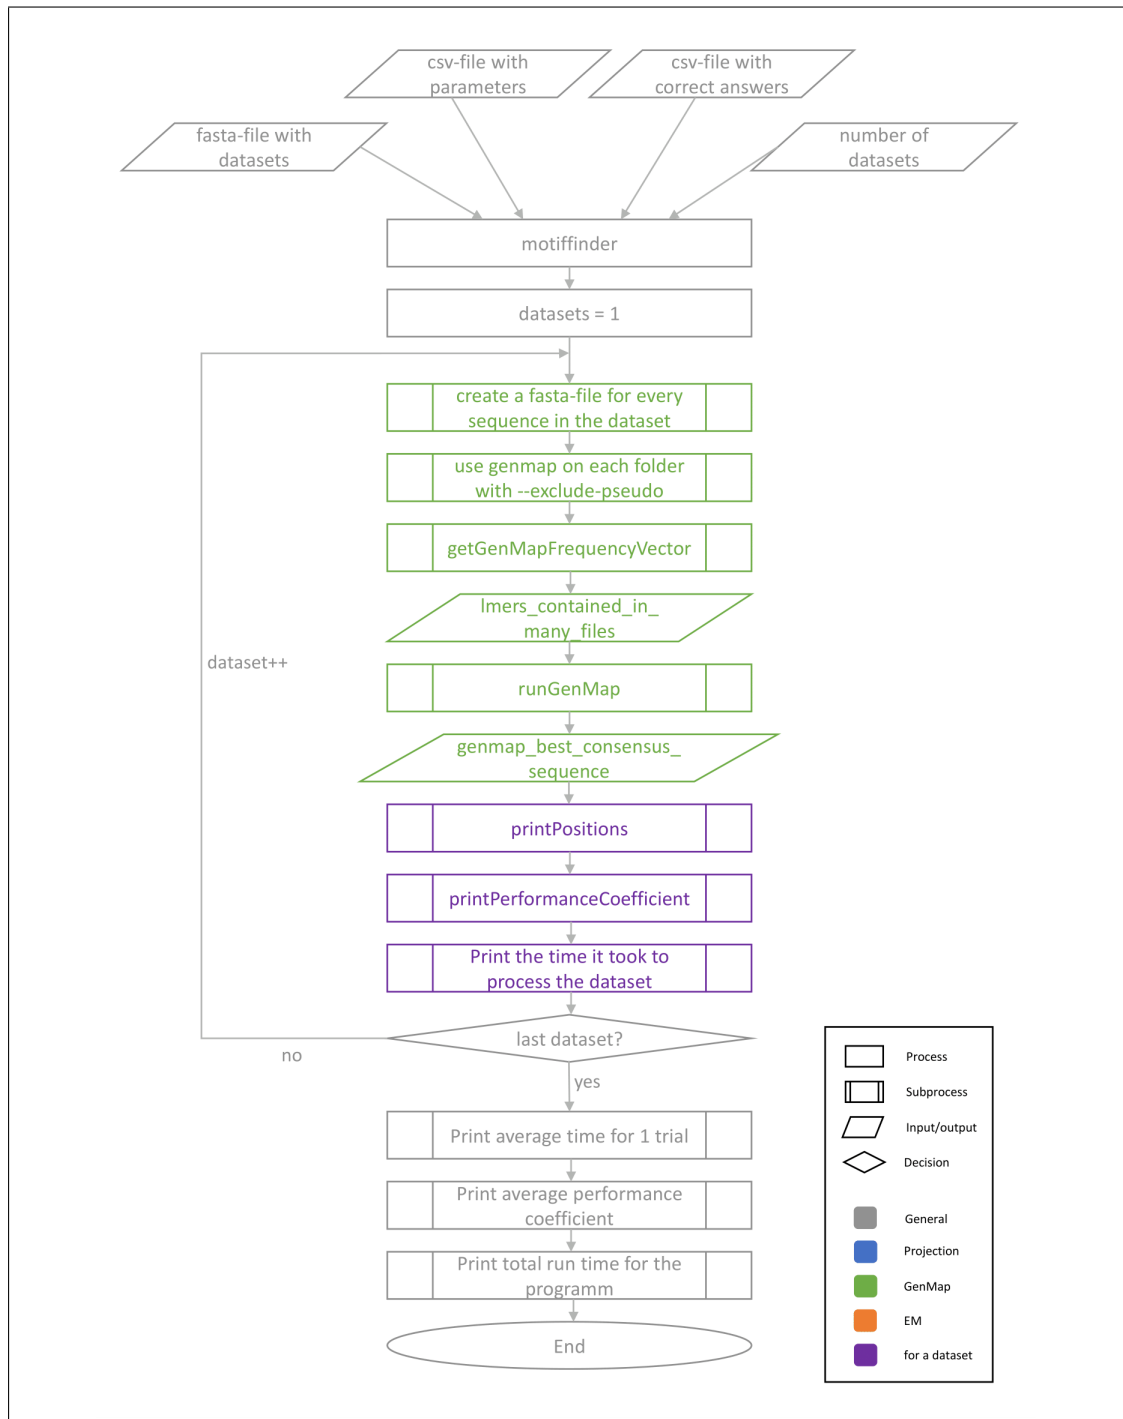 csv-file with
parameters
csv-file with
correct answers
fasta-file with
datasets
number of
datasets
motiffinder
datasets = 1
create a fasta-file for every
sequence in the dataset
use genmap on each folder
with --exclude-pseudo
getGenMapFrequencyVector
lmers_contained_in_
many_files
dataset++
runGenMap
genmap_best_consensus_
sequence
printPositions
printPerformanceCoefficient
Print the time it took to
process the dataset
last dataset?
no
yes
Print average time for 1 trial
Print average performance
coefficient
Print total run time for the
programm
End
Process
Subprocess
Input/output
Decision
General
Projection
GenMap
EM
for a dataset